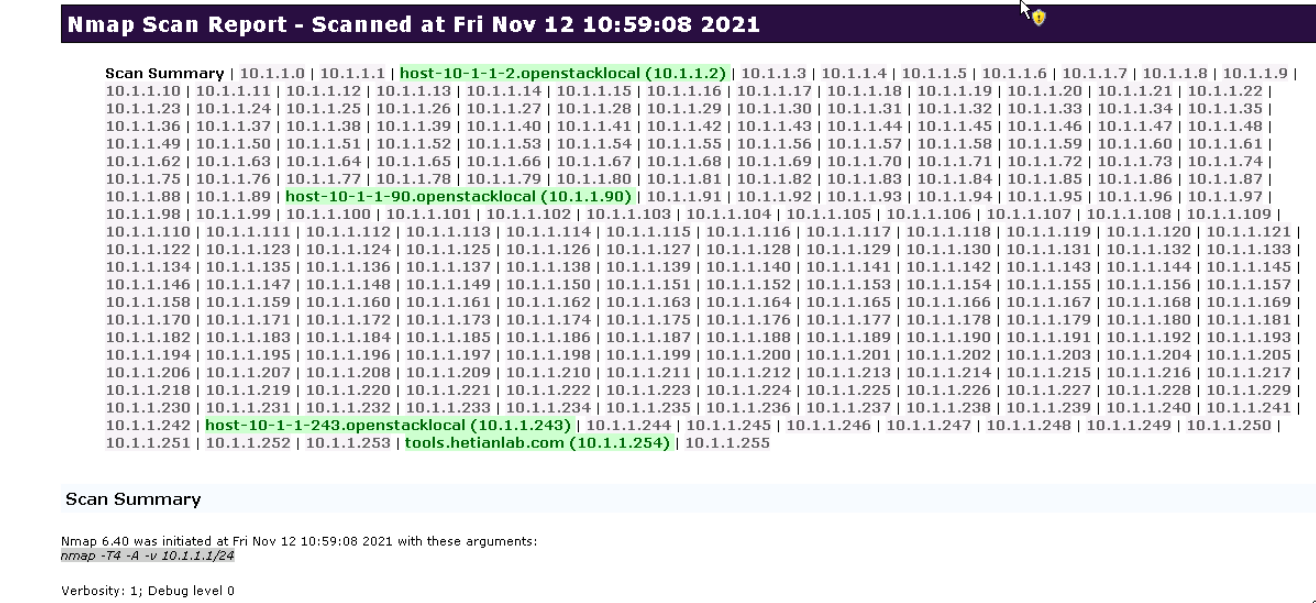 Nmap Scan Report - Scanned at Fri Nov 12 10:59:08 2021
Scan Summary | 10.1.1.0 | 10.1.1.1 | host-10-1-1-2.openstacklocal (10.1.1.2) | 10.1.1.3 | 10.1.1.4 | 10.1.1.5 | 10.1.1.6 | 10.1.1.7 | 10.1.1.8 | 10.1.1.9 |
10.1.1.10 | 10.1.1.11 | 10.1.1.12 | 10.1.1.13 | 10.1.1.14 | 10.1.1.15 | 10.1.1.16 | 10.1.1.17 | 10.1.1.18 | 10.1.1.19 | 10.1.1.20 | 10.1.1.21 | 10.1.1.22 |
10.1.1.23 | 10.1.1.24 | 10.1.1.25 | 10.1.1.26 | 10.1.1.27 | 10.1.1.28 | 10.1.1.29 | 10.1.1.30 | 10.1.1.31 | 10.1.1.32 | 10.1.1.33 | 10.1.1.34 | 10.1.1.35 |
10.1.1.36 | 10.1.1.37 | 10.1.1.38 | 10.1.1.39 | 10.1.1.40 | 10.1.1.41 | 10.1.1.42 | 10.1.1.43 | 10.1.1.44 | 10.1.1.45 | 10.1.1.46 | 10.1.1.47 | 10.1.1.48 |
10.1.1.49 | 10.1.1.50 | 10.1.1.51 | 10.1.1.52 | 10.1.1.53 | 10.1.1.54 | 10.1.1.55 | 10.1.1.56 | 10.1.1.57 | 10.1.1.58 | 10.1.1.59 | 10.1.1.60 | 10.1.1.61 |
10.1.1.62 | 10.1.1.63 | 10.1.1.64 | 10.1.1.65 | 10.1.1.66 | 10.1.1.67 | 10.1.1.68 | 10.1.1.69 | 10.1.1.70 | 10.1.1.71 | 10.1.1.72 | 10.1.1.73 | 10.1.1.74 |
10.1.1.75 | 10.1.1.76 | 10.1.1.77 | 10.1.1.78 | 10.1.1.79 | 10.1.1.80 | 10.1.1.81 | 10.1.1.82 | 10.1.1.83 | 10.1.1.84 | 10.1.1.85 | 10.1.1.86 | 10.1.1.87 |
10.1.1.88 | 10.1.1.89 | host-10-1-1-90.openstacklocal (10.1.1.90) | 10.1.1.91 | 10.1.1.92 | 10.1.1.93 | 10.1.1.94 | 10.1.1.95 | 10.1.1.96 | 10.1.1.97 |
10.1.1.98 | 10.1.1.99 | 10.1.1.100 | 10.1.1.101 | 10.1.1.102 | 10.1.1.103 | 10.1.1.104 | 10.1.1.105 | 10.1.1.106 | 10.1.1.107 | 10.1.1.108 | 10.1.1.109 |
10.1.1.110 | 10.1.1.111 | 10.1.1.112 | 10.1.1.113 | 10.1.1.114 | 10.1.1.115 | 10.1.1.116 | 10.1.1.117 | 10.1.1.118 | 10.1.1.119 | 10.1.1.120 | 10.1.1.121 |
10.1.1.122 | 10.1.1.123 | 10.1.1.124 | 10.1.1.125 | 10.1.1.126 | 10.1.1.127 | 10.1.1.128 | 10.1.1.129 | 10.1.1.130 | 10.1.1.131 | 10.1.1.132 | 10.1.1.133 |
10.1.1.134 | 10.1.1.135 | 10.1.1.136 | 10.1.1.137 | 10.1.1.138 | 10.1.1.139 | 10.1.1.140 | 10.1.1.141 | 10.1.1.142 | 10.1.1.143 | 10.1.1.144 | 10.1.1.145 |
10.1.1.146 | 10.1.1.147 | 10.1.1.148 | 10.1.1.149 | 10.1.1.150 | 10.1.1.151 | 10.1.1.152 | 10.1.1.153 | 10.1.1.154 | 10.1.1.155 | 10.1.1.156 | 10.1.1.157 |
10.1.1.158 | 10.1.1.159 | 10.1.1.160 | 10.1.1.161 | 10.1.1.162 | 10.1.1.163 | 10.1.1.164 | 10.1.1.165 | 10.1.1.166 | 10.1.1.167 | 10.1.1.168 | 10.1.1.169 |
10.1.1.170 | 10.1.1.171 | 10.1.1.172 | 10.1.1.173 | 10.1.1.174 | 10.1.1.175 | 10.1.1.176 | 10.1.1.177 | 10.1.1.178 | 10.1.1.179 | 10.1.1.180 | 10.1.1.181 |
10.1.1.182 | 10.1.1.183 | 10.1.1.184 | 10.1.1.185 | 10.1.1.186 | 10.1.1.187 | 10.1.1.188 | 10.1.1.189 | 10.1.1.190 | 10.1.1.191 | 10.1.1.192 | 10.1.1.193 |
10.1.1.194 | 10.1.1.195 | 10.1.1.196 | 10.1.1.197 | 10.1.1.198 | 10.1.1.199 | 10.1.1.200 | 10.1.1.201 | 10.1.1.202 | 10.1.1.203 | 10.1.1.204 | 10.1.1.205 |
10.1.1.206 | 10.1.1.207 | 10.1.1.208 | 10.1.1.209 | 10.1.1.210 | 10.1.1.211 | 10.1.1.212 | 10.1.1.213 | 10.1.1.214 | 10.1.1.215 | 10.1.1.216 | 10.1.1.217 |
10.1.1.218 | 10.1.1.219 | 10.1.1.220 | 10.1.1.221 | 10.1.1.222 | 10.1.1.223 | 10.1.1.224 | 10.1.1.225 | 10.1.1.226 | 10.1.1.227 | 10.1.1.228 | 10.1.1.229 |
10.1.1.230 | 10.1.1.231 | 10.1.1.232 | 10.1.1.233 | 10.1.1.234 | 10.1.1.235 | 10.1.1.236 | 10.1.1.237 | 10.1.1.238 | 10.1.1.239 | 10.1.1.240 | 10.1.1.241 |
10.1.1.242 | host-10-1-1-243.openstacklocal (10.1.1.243) | 10.1.1.244 | 10.1.1.245 | 10.1.1.246 | 10.1.1.247 | 10.1.1.248 | 10.1.1.249 | 10.1.1.250 |
10.1.1.251 | 10.1.1.252 | 10.1.1.253 | tools.hetianlab.com (10.1.1.254) | 10.1.1.255
Scan Summary
Nmap 6.40 was initiated at Fri Nov 12 10:59:08 2021 with these arguments:
nmap -T4 -A -v 10.1.1.1/24
Verbosity: 1; Debug level 0